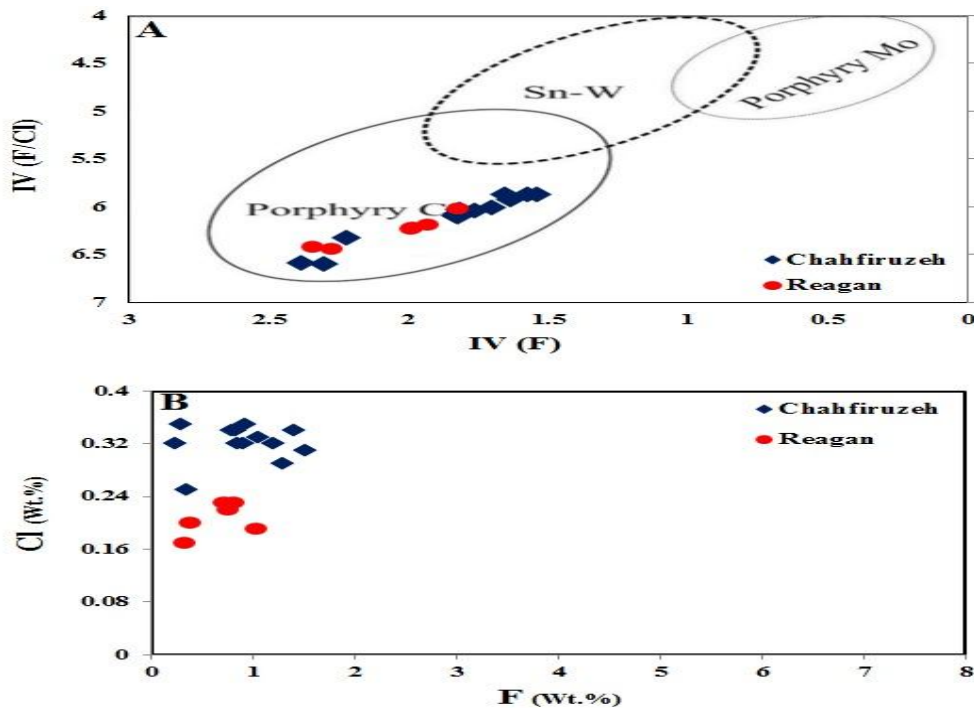 A
4
4.5
5
5.5
6
6.5
7
IV (F/Cl)
Porphyry Mo
Sn-W
Porphyry C
Chahfiruzeh
Reagan
3
2.5
2
1.5
1
0.5
0
IV (F)
B
0.4
0.32
0.24
0.16
0.08
0
Cl (Wt.%)
Chahfiruzeh
Reagan
0
1
2
3
4
5
6
7
8
F (Wt.%)